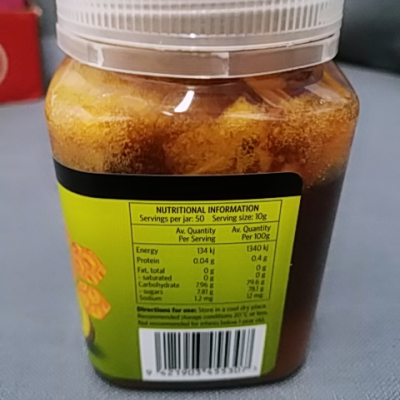 NUTRITIONAL INFORMATION
Servings per jar: 50 Serving size: 10g
Av. Quantity Av. Quantity
Per Serving Per 100g
Energy 134 kj 1340 kj
Protein 0.04 g 0.4 g
Fat, total 0 g 0 g
- saturated 0 g 0 g
Carbohydrate 7.96 g 79.6 g
- sugars 7.81 g 78.1 g
Sodium 1.2 mg 12 mg
Directions for use: Store in a cool dry place.
Recommended storage conditions 20°C or less.
Not recommended for infants below 1 year old.